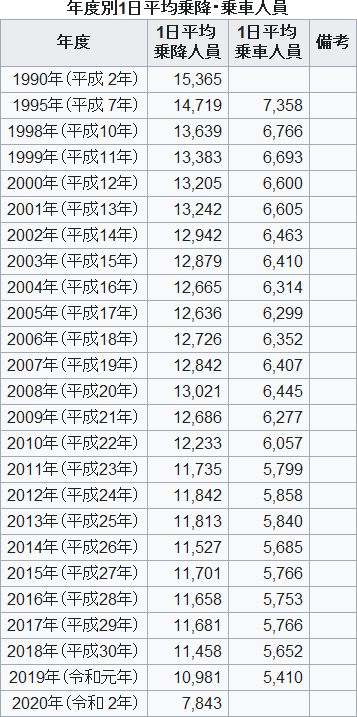 年度別1日平均乗降・乗車人員
年度 1日平均乗降人員 1日平均乗車人員 備考
1990年(平成 2年) 15,365
1995年(平成 7年) 14,719 7,358
1998年(平成10年) 13,639 6,766
1999年(平成11年) 13,383 6,693
2000年(平成12年) 13,205 6,600
2001年(平成13年) 13,242 6,605
2002年(平成14年) 12,942 6,463
2003年(平成15年) 12,879 6,410
2004年(平成16年) 12,665 6,314
2005年(平成17年) 12,636 6,299
2006年(平成18年) 12,726 6,352
2007年(平成19年) 12,842 6,407
2008年(平成20年) 13,021 6,445
2009年(平成21年) 12,686 6,277
2010年(平成22年) 12,233 6,057
2011年(平成23年) 11,735 5,799
2012年(平成24年) 11,842 5,858
2013年(平成25年) 11,813 5,840
2014年(平成26年) 11,527 5,685
2015年(平成27年) 11,701 5,766
2016年(平成28年) 11,658 5,753
2017年(平成29年) 11,681 5,766
2018年(平成30年) 11,458 5,652
2019年(令和元年) 10,981 5,410
2020年(令和 2年) 7,843